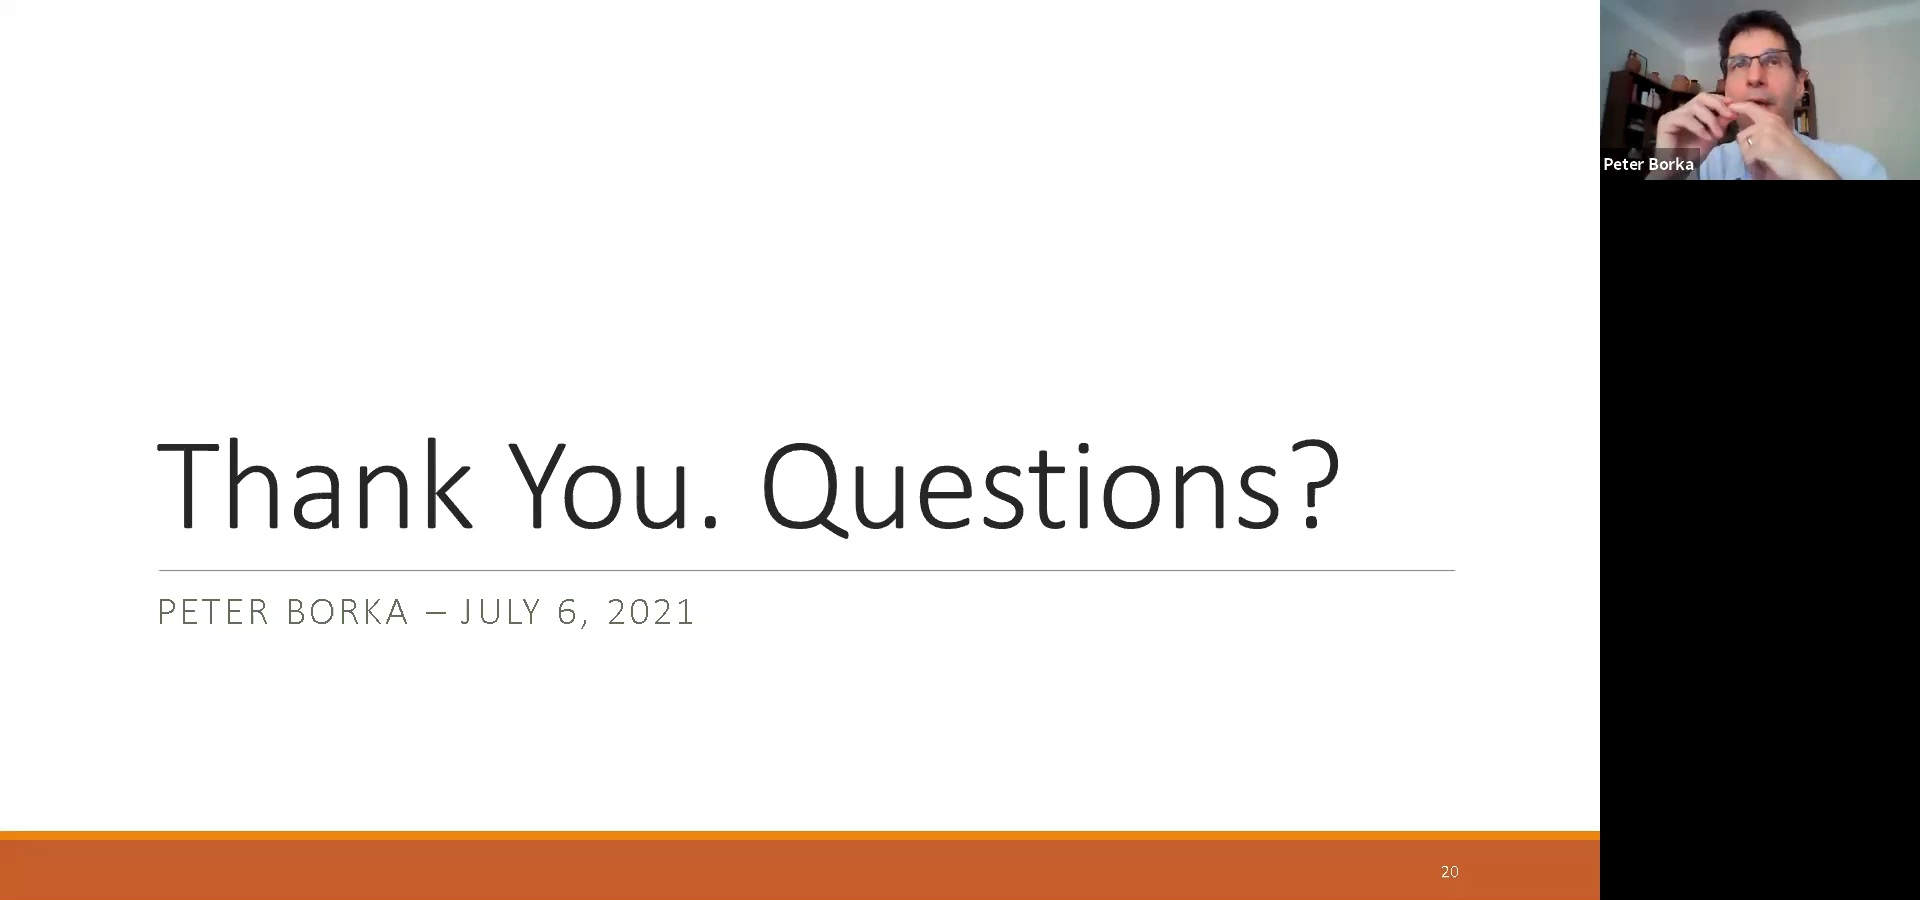 Thank You. Questions?
PETER BORKA – JULY 6, 2021
20
Peter Borka